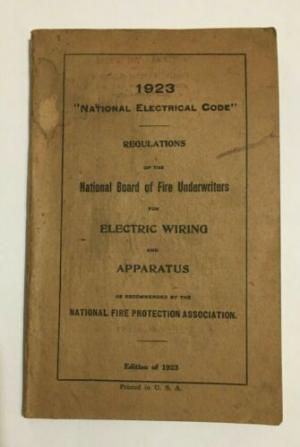 1923
"NATIONAL ELECTRICAL CODE"
REGULATIONS
OF THE
National Board of Fire Underwriters
FOR
ELECTRIC WIRING
AND
APPARATUS
AS RECOMMENDED BY THE
NATIONAL FIRE PROTECTION ASSOCIATION.
Edition of 1923
Printed in U. S. A.